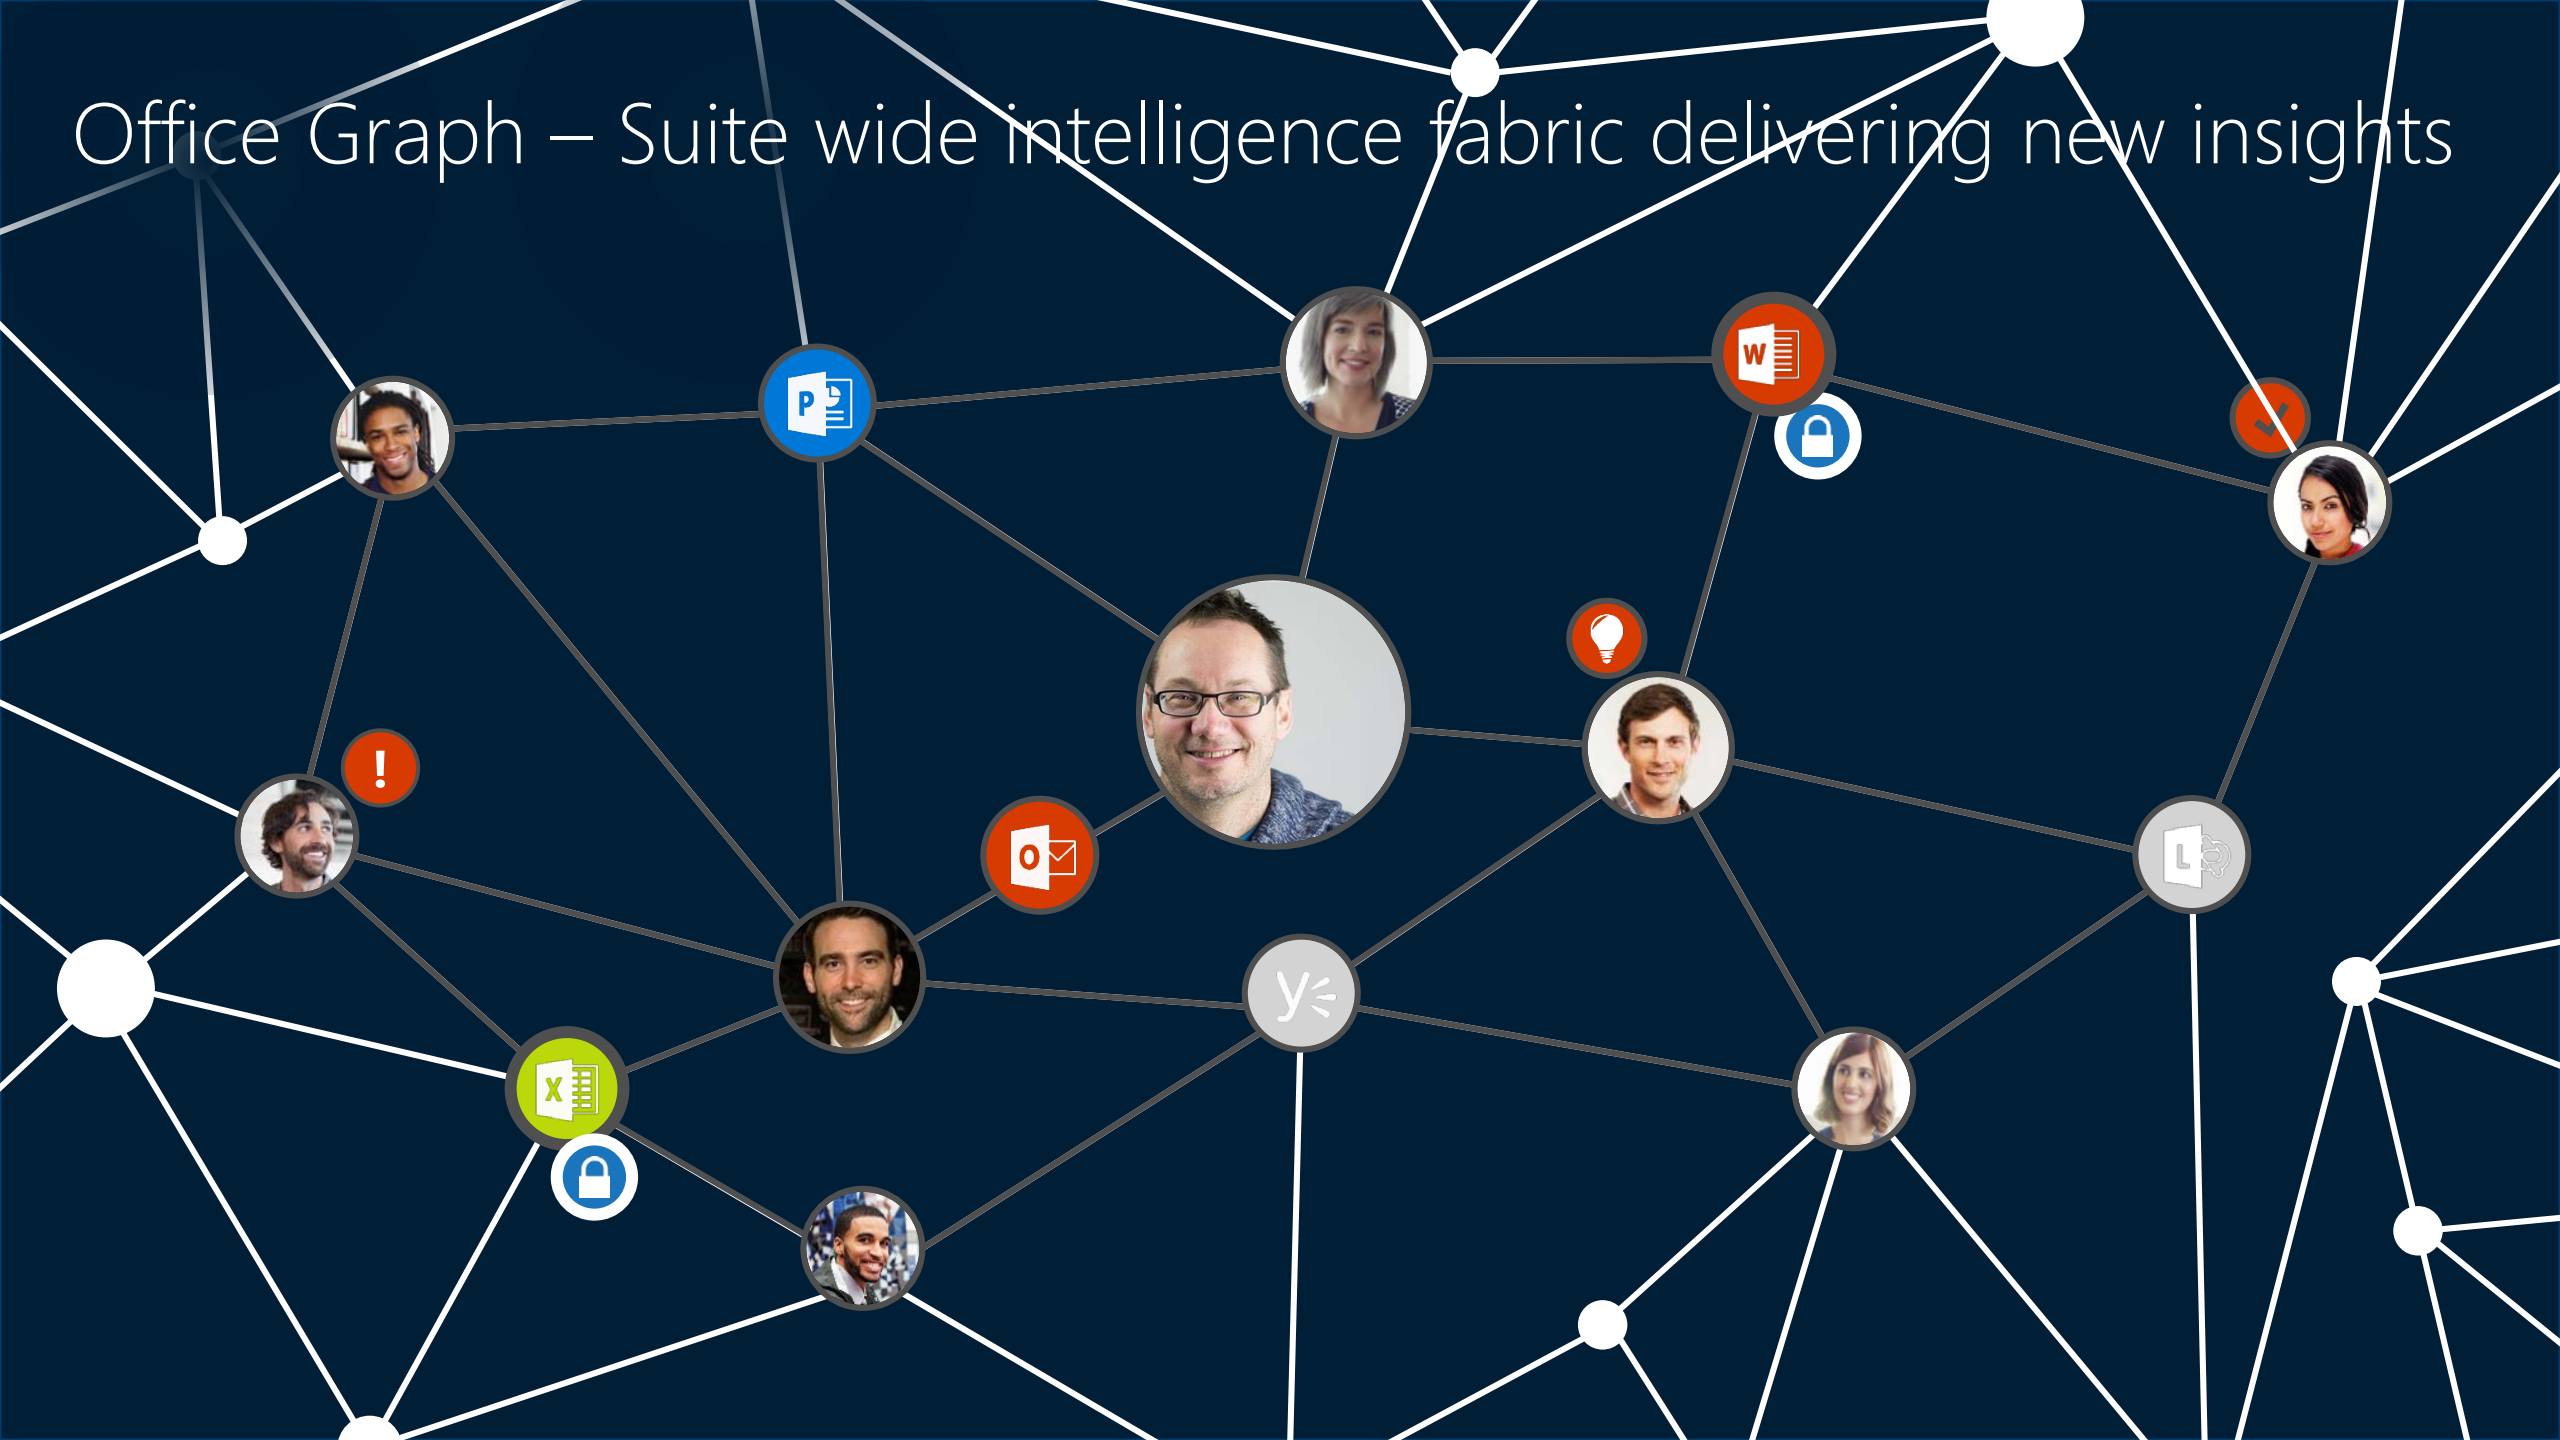 Office Graph – Suite wide intelligence fabric delivering new insights
P
W
!
O
L
y
X